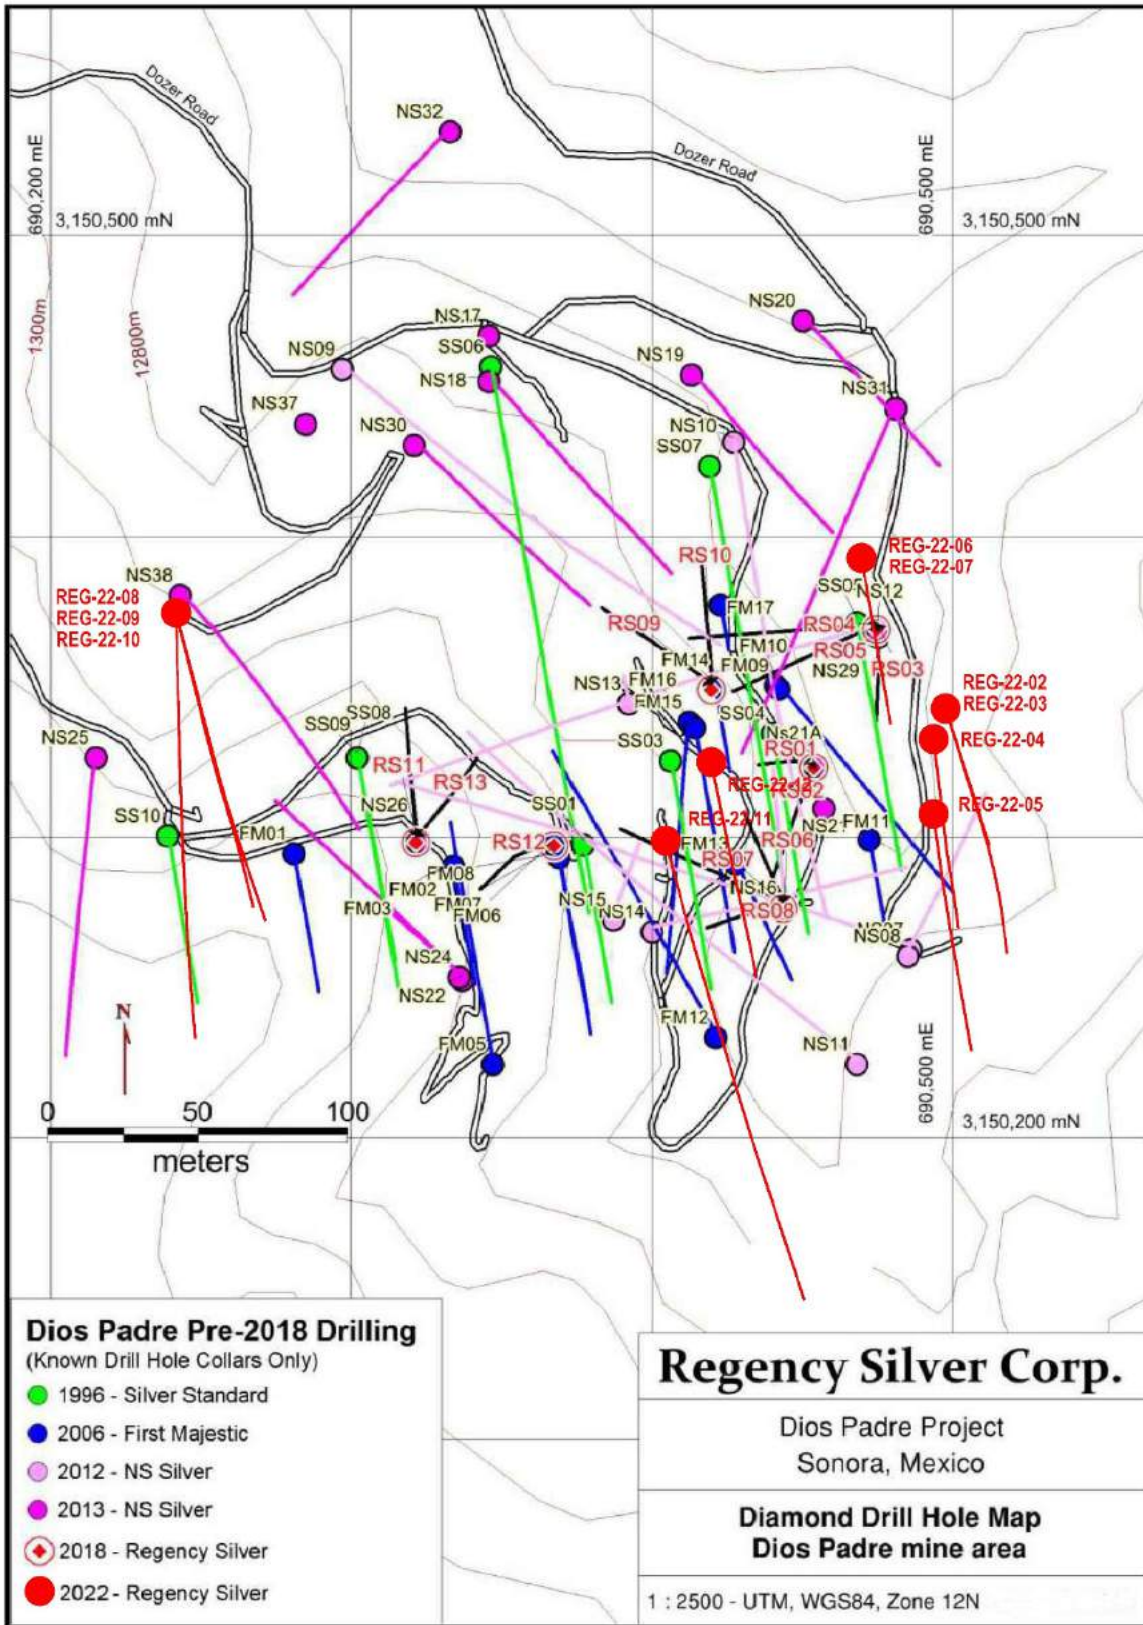 Dozer Road
NS32
Dozer Road
690,200 mE
3,150,500 mN
690,500 mE
3,150,500 mN
1300m
12800m
NS17
NS20
SS06
NS09
NS18
NS19
NS31
NS37
NS30
NS10
SS07
RS10
REG-22-06
REG-22-07
NS38
REG-22-08
REG-22-09
REG-22-10
NS12
FM17
RS09
RS04
RS05
FM10
FM14
FM09
RS03
NS29
FM16
NS13
FM15
REG-22-02
REG-22-03
SS08
SS09
SS04
Ns21A
REG-22-04
NS25
SS03
RS01
RS11
RS13
REG-22-12
RS02
NS26
SS01
REG-22-05
SS10
FM01
REG-22-11
FM11
RS12
FM13
RS06
RS07
FM08
FM02
FM07
NS16
FM03
FM06
NS15
NS14
RS08
NS08
NS24
NS22
N
FM12
FM05
NS11
690,500 mE
0 50 100
meters
3,150,200 mN
Dios Padre Pre-2018 Drilling
(Known Drill Hole Collars Only)
1996 - Silver Standard
2006 - First Majestic
2012 - NS Silver
2013 - NS Silver
2018 - Regency Silver
2022 - Regency Silver
Regency Silver Corp.
Dios Padre Project
Sonora, Mexico
Diamond Drill Hole Map
Dios Padre mine area
1 : 2500 - UTM, WGS84, Zone 12N